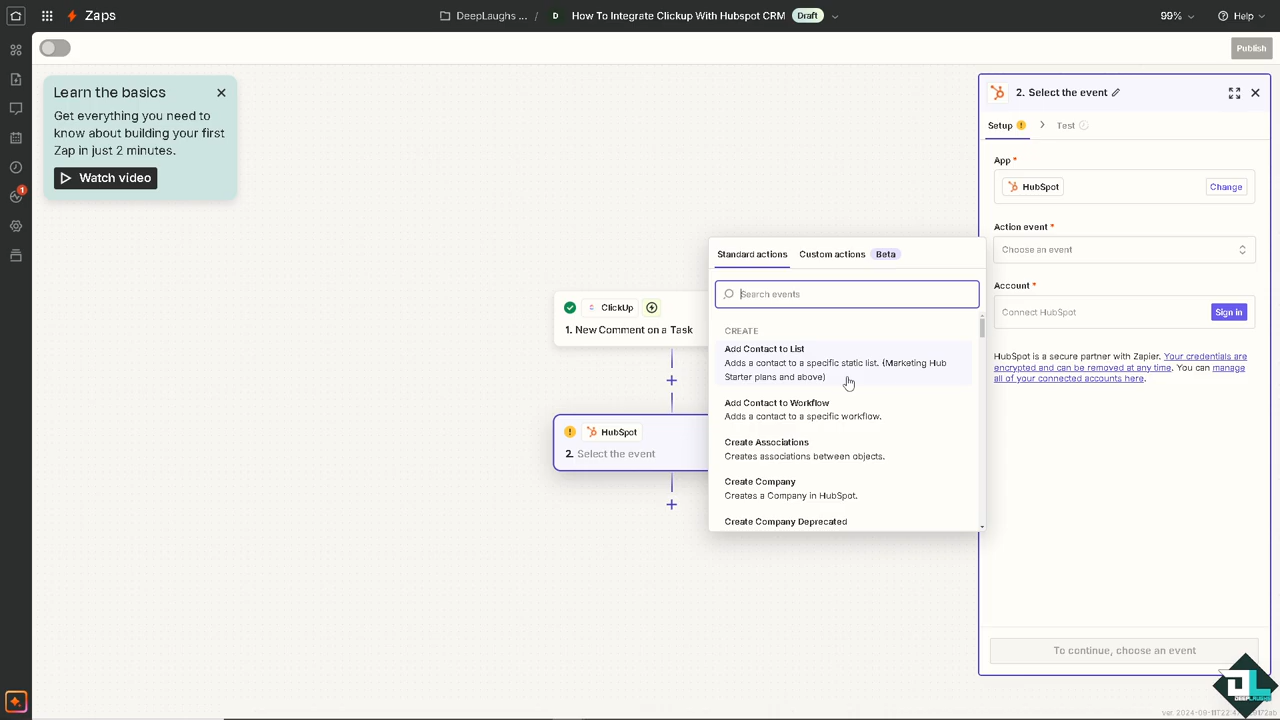 Zaps
DeepLaughs ... / D How To Integrate Clickup With Hubspot CRM Draft
99%
Help
Publish
Learn the basics
Get everything you need to
know about building your first
Zap in just 2 minutes.
Watch video
1
ClickUp
1. New Comment on a Task
HubSpot
2. Select the event
Standard actions
Custom actions Beta
Search events
CREATE
Add Contact to List
Adds a contact to a specific static list. (Marketing Hub
Starter plans and above)
Add Contact to Workflow
Adds a contact to a specific workflow.
Create Associations
Creates associations between objects.
Create Company
Creates a Company in HubSpot.
Create Company Deprecated
2. Select the event
Setup
Test
App *
HubSpot
Change
Action event *
Choose an event
Account *
Connect HubSpot
Sign in
HubSpot is a secure partner with Zapier. Your credentials are
encrypted and can be removed at any time. You can manage
all of your connected accounts here.
To continue, choose an event